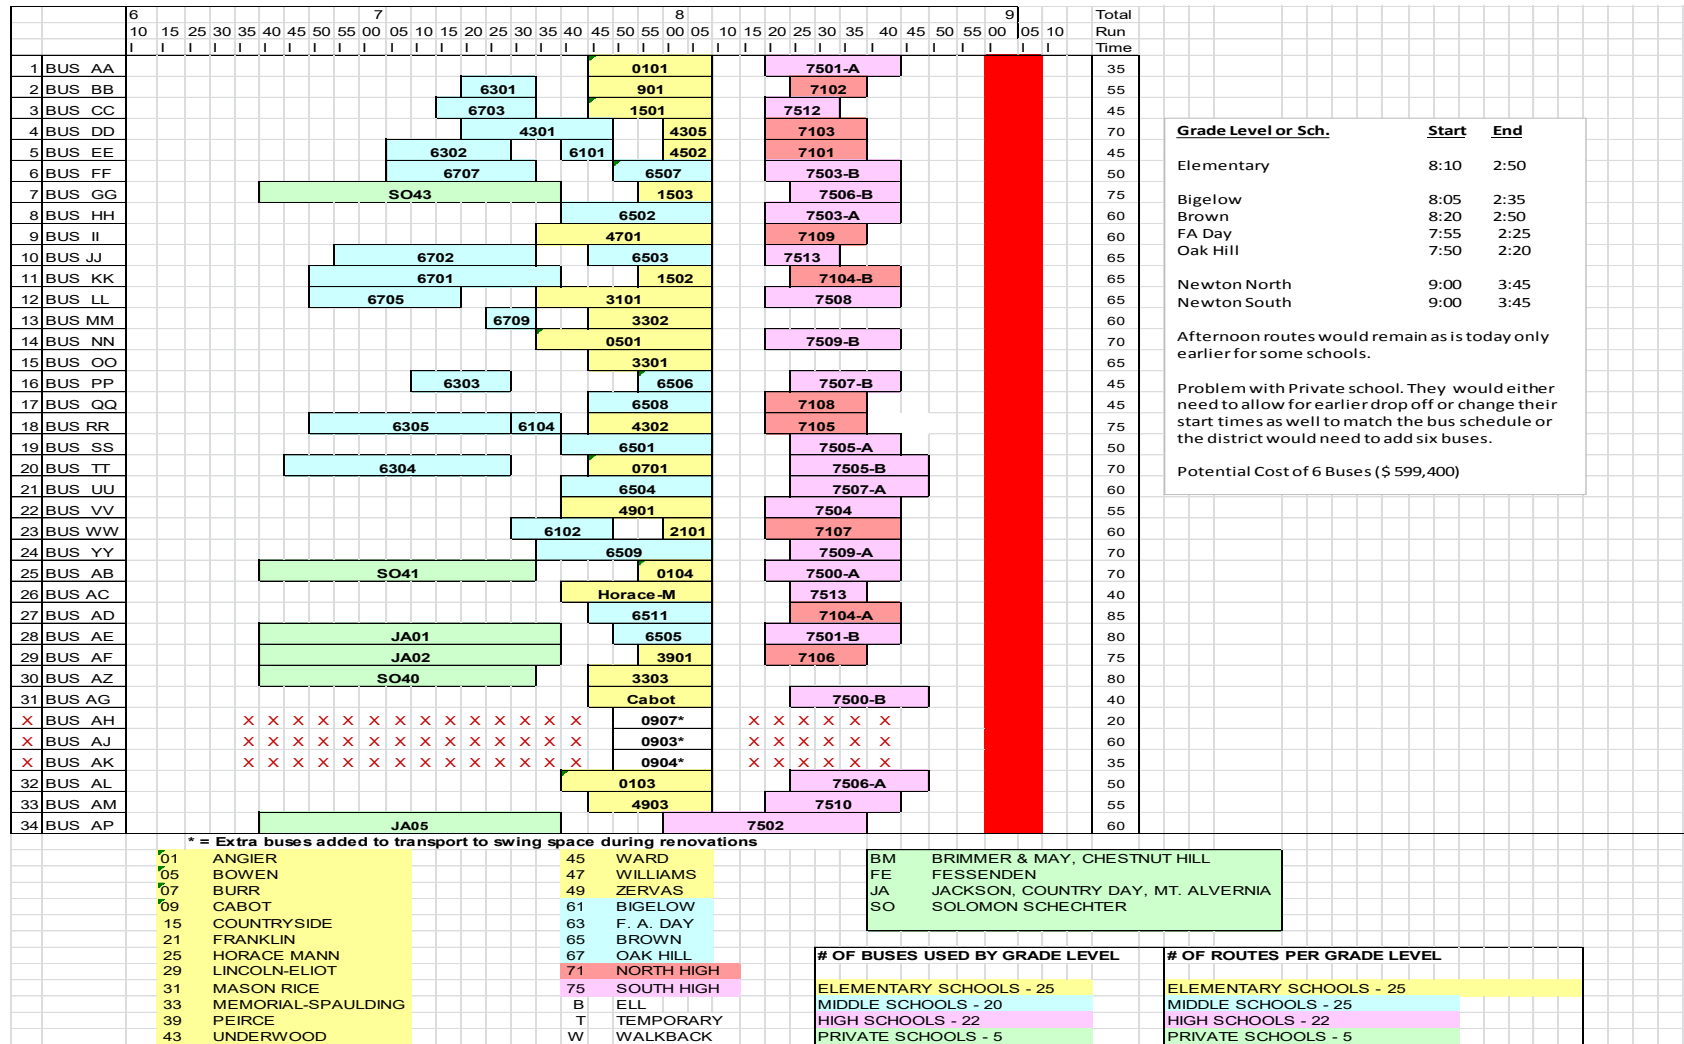 6 7 8 9 Total
10 15 25 30 35 40 45 50 55 00 05 10 15 20 25 30 35 40 45 50 55 00 05 10 15 20 25 30 35 40 45 50 55 00 05 10 Run
Time
1 BUS AA 0101 7501-A 35
2 BUS BB 6301 901 7102 55
3 BUS CC 6703 1501 7512 45
4 BUS DD 4301 4305 7103 70
5 BUS EE 6302 6101 4502 7101 45
6 BUS FF 6707 6507 7503-B 50
7 BUS GG SO43 1503 7506-B 75
8 BUS HH 6502 7503-A 60
9 BUS II 4701 7109 60
10 BUS JJ 6702 6503 7513 65
11 BUS KK 6701 1502 7104-B 65
12 BUS LL 6705 3101 7508 65
13 BUS MM 6709 3302 60
14 BUS NN 0501 7509-B 70
15 BUS OO 3301 65
16 BUS PP 6303 6506 7507-B 45
17 BUS QQ 6508 7108 45
18 BUS RR 6305 6104 4302 7105 75
19 BUS SS 6501 7505-A 50
20 BUS TT 6304 0701 7505-B 70
21 BUS UU 6504 7507-A 60
22 BUS VV 4901 7504 55
23 BUS WW 6102 2101 7107 60
24 BUS YY 6509 7509-A 70
25 BUS AB SO41 0104 7500-A 70
26 BUS AC Horace-M 7513 40
27 BUS AD 6511 7104-A 85
28 BUS AE JA01 6505 7501-B 80
29 BUS AF JA02 3901 7106 75
30 BUS AZ SO40 3303 80
31 BUS AG Cabot 7500-B 40
X BUS AH X X X X X X X X X X X X X X 0907* X X X X X X 20
X BUS AJ X X X X X X X X X X X X X X 0903* X X X X X X 60
X BUS AK X X X X X X X X X X X X X X 0904* X X X X X X 35
32 BUS AL 0103 7506-A 50
33 BUS AM 4903 7510 55
34 BUS AP JA05 7502 60
Grade Level or Sch. Start End
Elementary 8:10 2:50
Bigelow 8:05 2:35
Brown 8:20 2:50
FA Day 7:55 2:25
Oak Hill 7:50 2:20
Newton North 9:00 3:45
Newton South 9:00 3:45
Afternoon routes would remain as is today only
earlier for some schools.
Problem with Private school. They would either
need to allow for earlier drop off or change their
start times as well to match the bus schedule or
the district would need to add six buses.
Potential Cost of 6 Buses ($ 599,400)
* = Extra buses added to transport to swing space during renovations
01 ANGIER
05 BOWEN
07 BURR
09 CABOT
15 COUNTRYSIDE
21 FRANKLIN
25 HORACE MANN
29 LINCOLN-ELIOT
31 MASON RICE
33 MEMORIAL-SPAULDING
39 PEIRCE
43 UNDERWOOD
45 WARD
47 WILLIAMS
49 ZERVAS
61 BIGELOW
63 F. A. DAY
65 BROWN
67 OAK HILL
71 NORTH HIGH
75 SOUTH HIGH
B ELL
T TEMPORARY
W WALKBACK
BM BRIMMER & MAY, CHESTNUT HILL
FE FESSENDEN
JA JACKSON, COUNTRY DAY, MT. ALVERNIA
SO SOLOMON SCHECHTER
# OF BUSES USED BY GRADE LEVEL
ELEMENTARY SCHOOLS - 25
MIDDLE SCHOOLS - 20
HIGH SCHOOLS - 22
PRIVATE SCHOOLS - 5
# OF ROUTES PER GRADE LEVEL
ELEMENTARY SCHOOLS - 25
MIDDLE SCHOOLS - 25
HIGH SCHOOLS - 22
PRIVATE SCHOOLS - 5